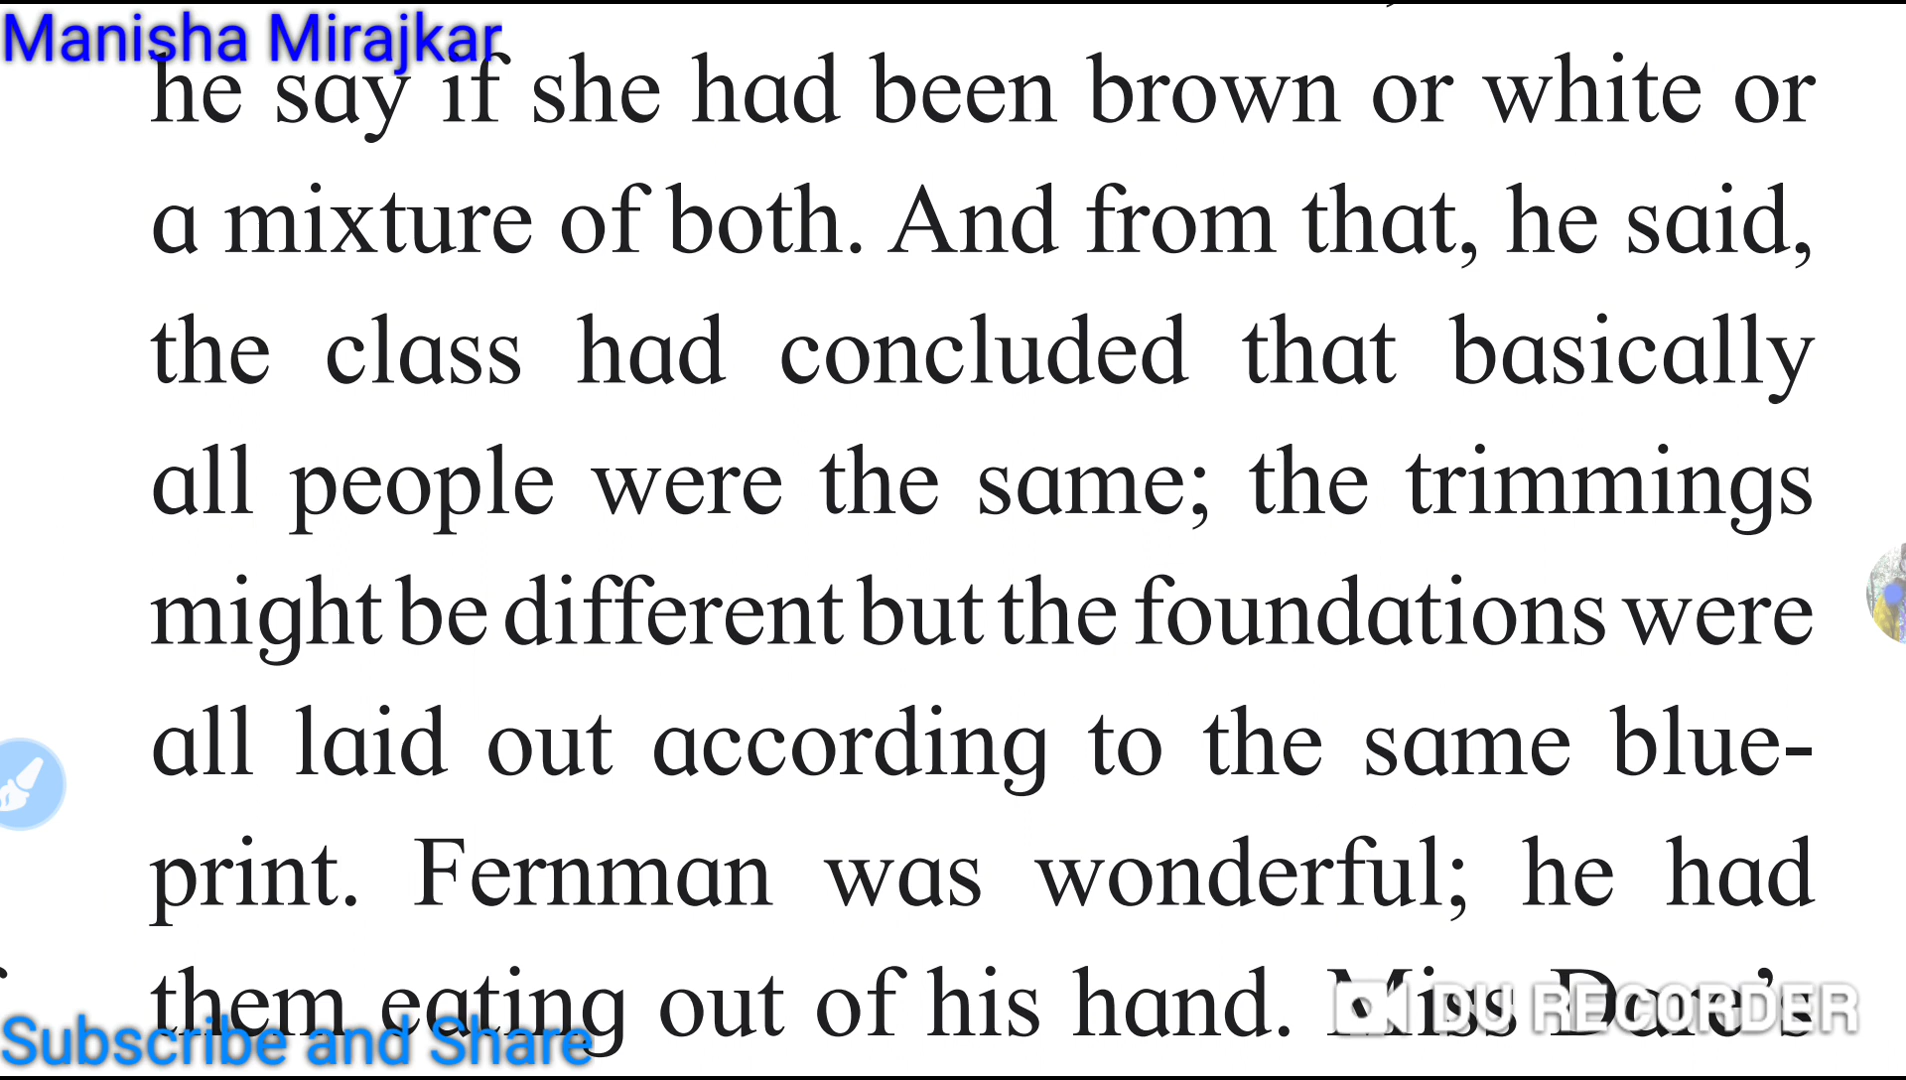 Manisha Mirajkar
he say if she had been brown or white or
a mixture of both. And from that, he said,
the class had concluded that basically
all people were the same; the trimmings
might be different but the foundations were
all laid out according to the same blue-
print. Fernman was wonderful; he had
them eating out of his hand. Miss Dare's
DU RECORDER
Subscribe and Share